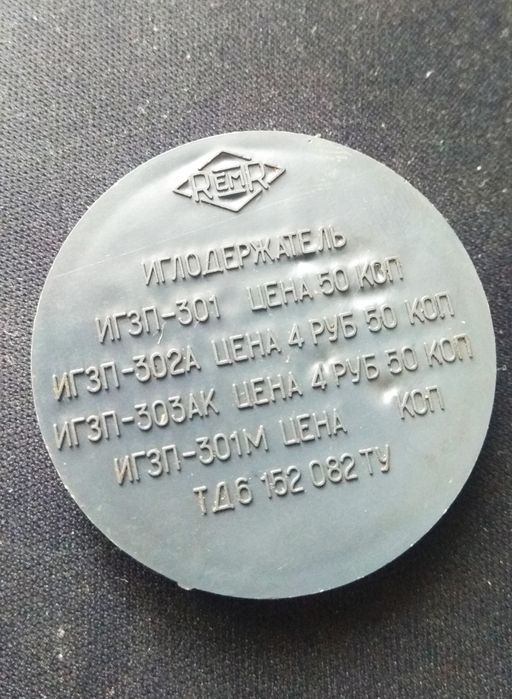 REMR
ИГЛОДЕРЖАТЕЛЬ
ИГЗП-301 ЦЕНА 50 КОП
ИГЗП-302А ЦЕНА 4 РУБ 50 КОП
ИГЗП-303АК ЦЕНА 4 РУБ 50 КОП
ИГЗП-301М ЦЕНА КОП
ТД6 152 082 ТУ